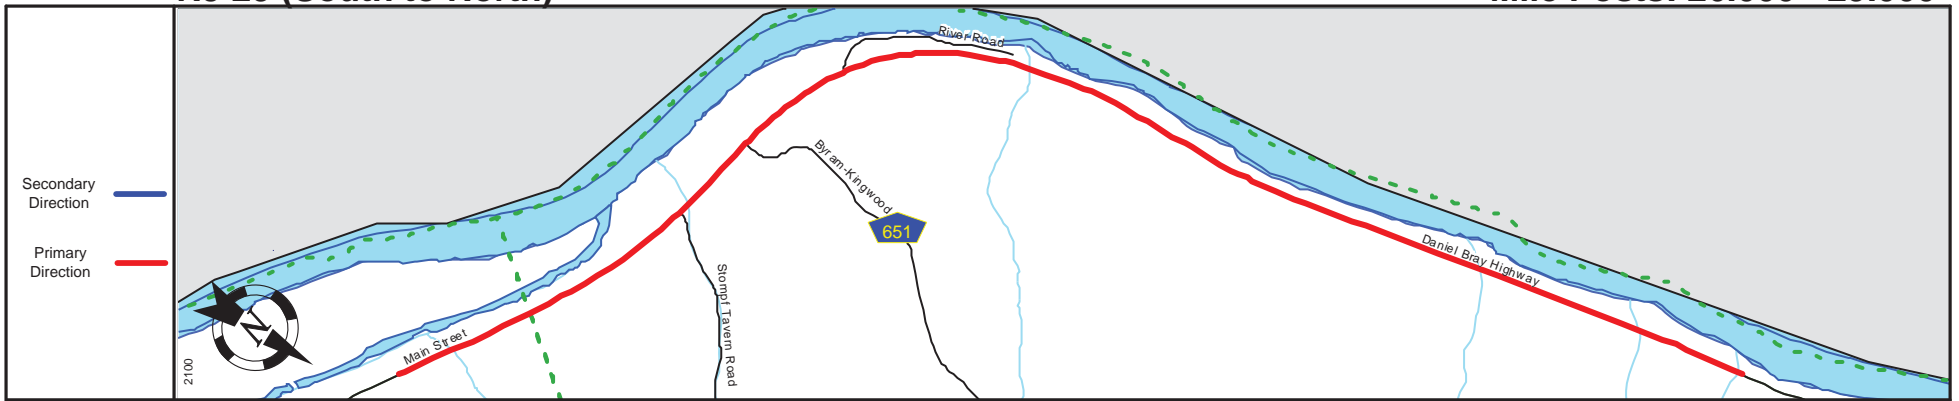 Secondary
Direction
Primary
Direction
River Road
Byram-Kingwood
651
Daniel Bray Highway
Stompf Tavern Road
Main Street
N
2100